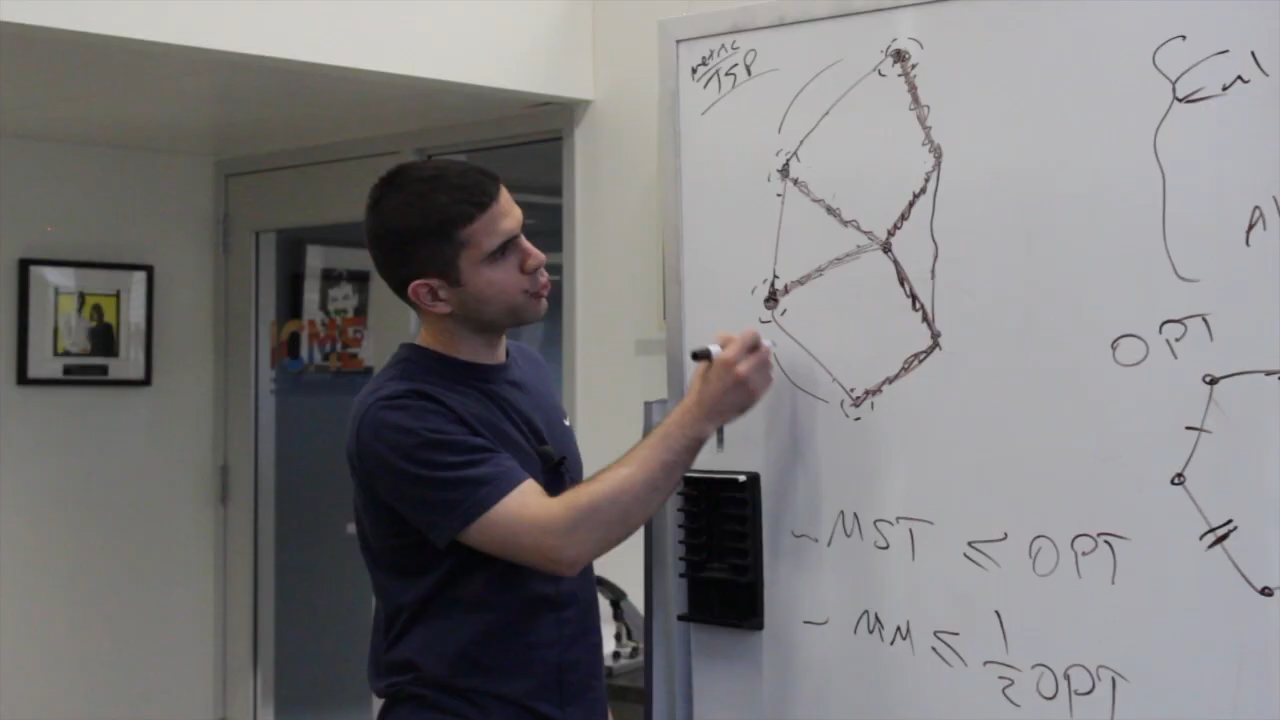 metric
TSP
OPT
~ MST ≤ OPT
- MM ≤ 1/2 OPT